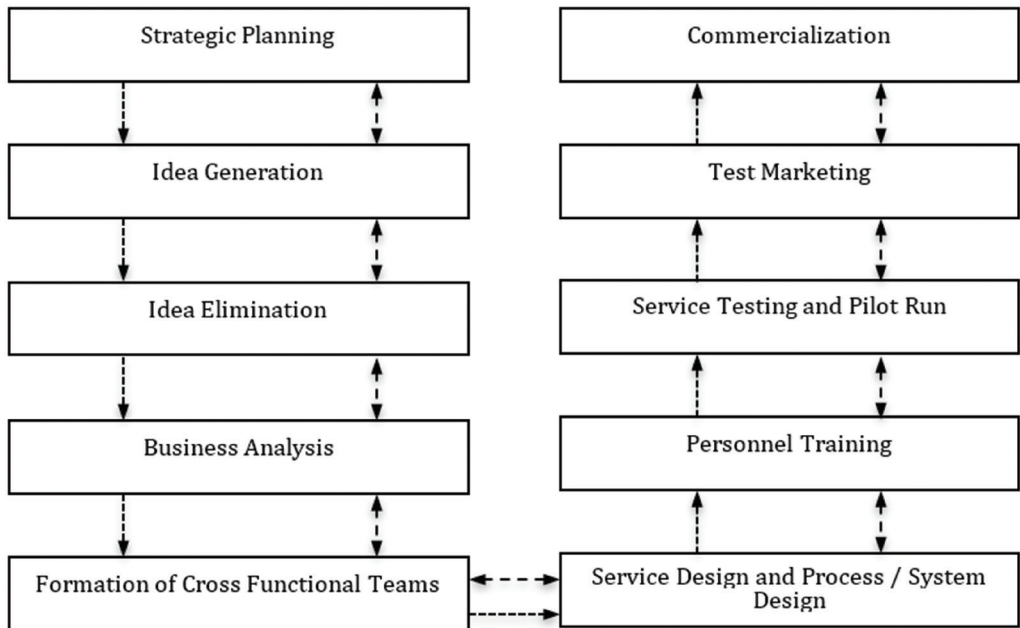 Strategic Planning
Idea Generation
Idea Elimination
Business Analysis
Formation of Cross Functional Teams
Commercialization
Test Marketing
Service Testing and Pilot Run
Personnel Training
Service Design and Process / System
Design